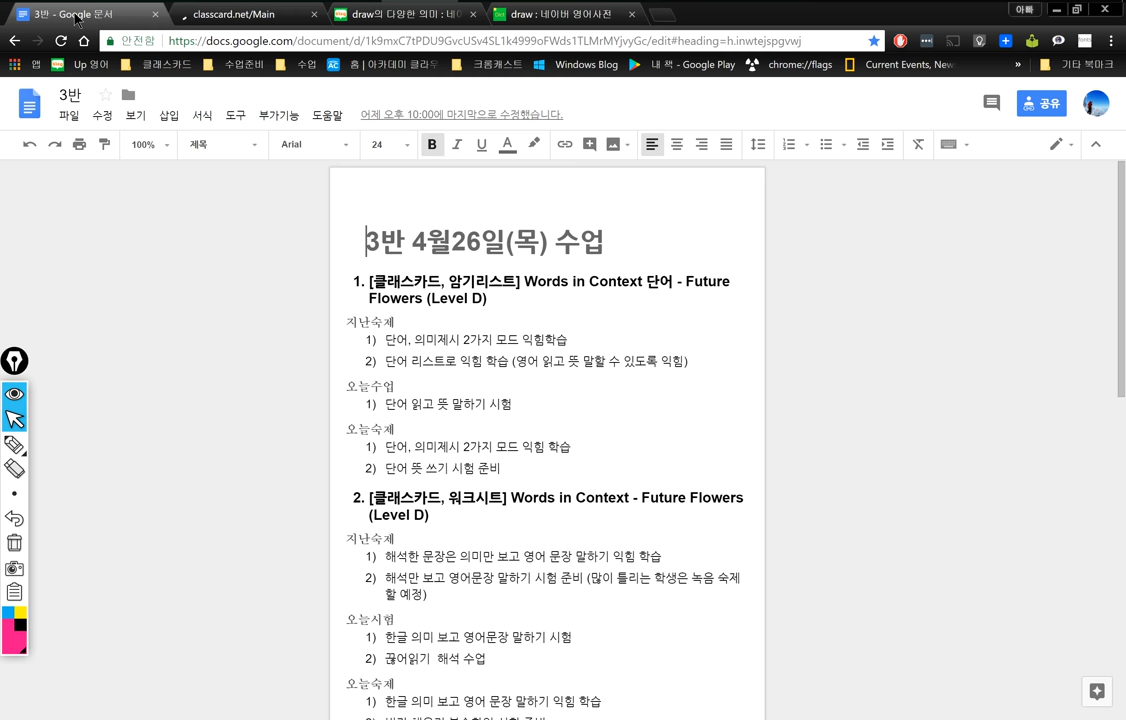 3반 - Google 문서
classcard.net/Main
draw의 다양한 의미 : 네이
draw : 네이버 영어사전
아빠
안전함
https://docs.google.com/document/d/1k9mxC7tPDU9GvcUSv4SL1k4999oFWds1TLMrMYjvyGc/edit#heading=h.inwtejspgvwj
앱
Up 영어
클래스카드
수업준비
수업
홈 | 아카데미 클라우
크롬캐스트
Windows Blog
내 책 - Google Play
chrome://flags
Current Events, New
»
기타 북마크
3반
파일 수정 보기 삽입 서식 도구 부가기능 도움말
어제 오후 10:00에 마지막으로 수정했습니다.
공유
100% 제목 Arial 24 B I U A
3반 4월26일(목) 수업
1. [클래스카드, 암기리스트] Words in Context 단어 - Future
Flowers (Level D)
지난숙제
1) 단어, 의미제시 2가지 모드 익힘학습
2) 단어 리스트로 익힘 학습 (영어 읽고 뜻 말할 수 있도록 익힘)
오늘수업
1) 단어 읽고 뜻 말하기 시험
오늘숙제
1) 단어, 의미제시 2가지 모드 익힘 학습
2) 단어 뜻 쓰기 시험 준비
2. [클래스카드, 워크시트] Words in Context - Future Flowers
(Level D)
지난숙제
1) 해석한 문장은 의미만 보고 영어 문장 말하기 익힘 학습
2) 해석만 보고 영어문장 말하기 시험 준비 (많이 틀리는 학생은 녹음 숙제
할 예정)
오늘시험
1) 한글 의미 보고 영어문장 말하기 시험
2) 끊어읽기 해석 수업
오늘숙제
1) 한글 의미 보고 영어 문장 말하기 익힘 학습